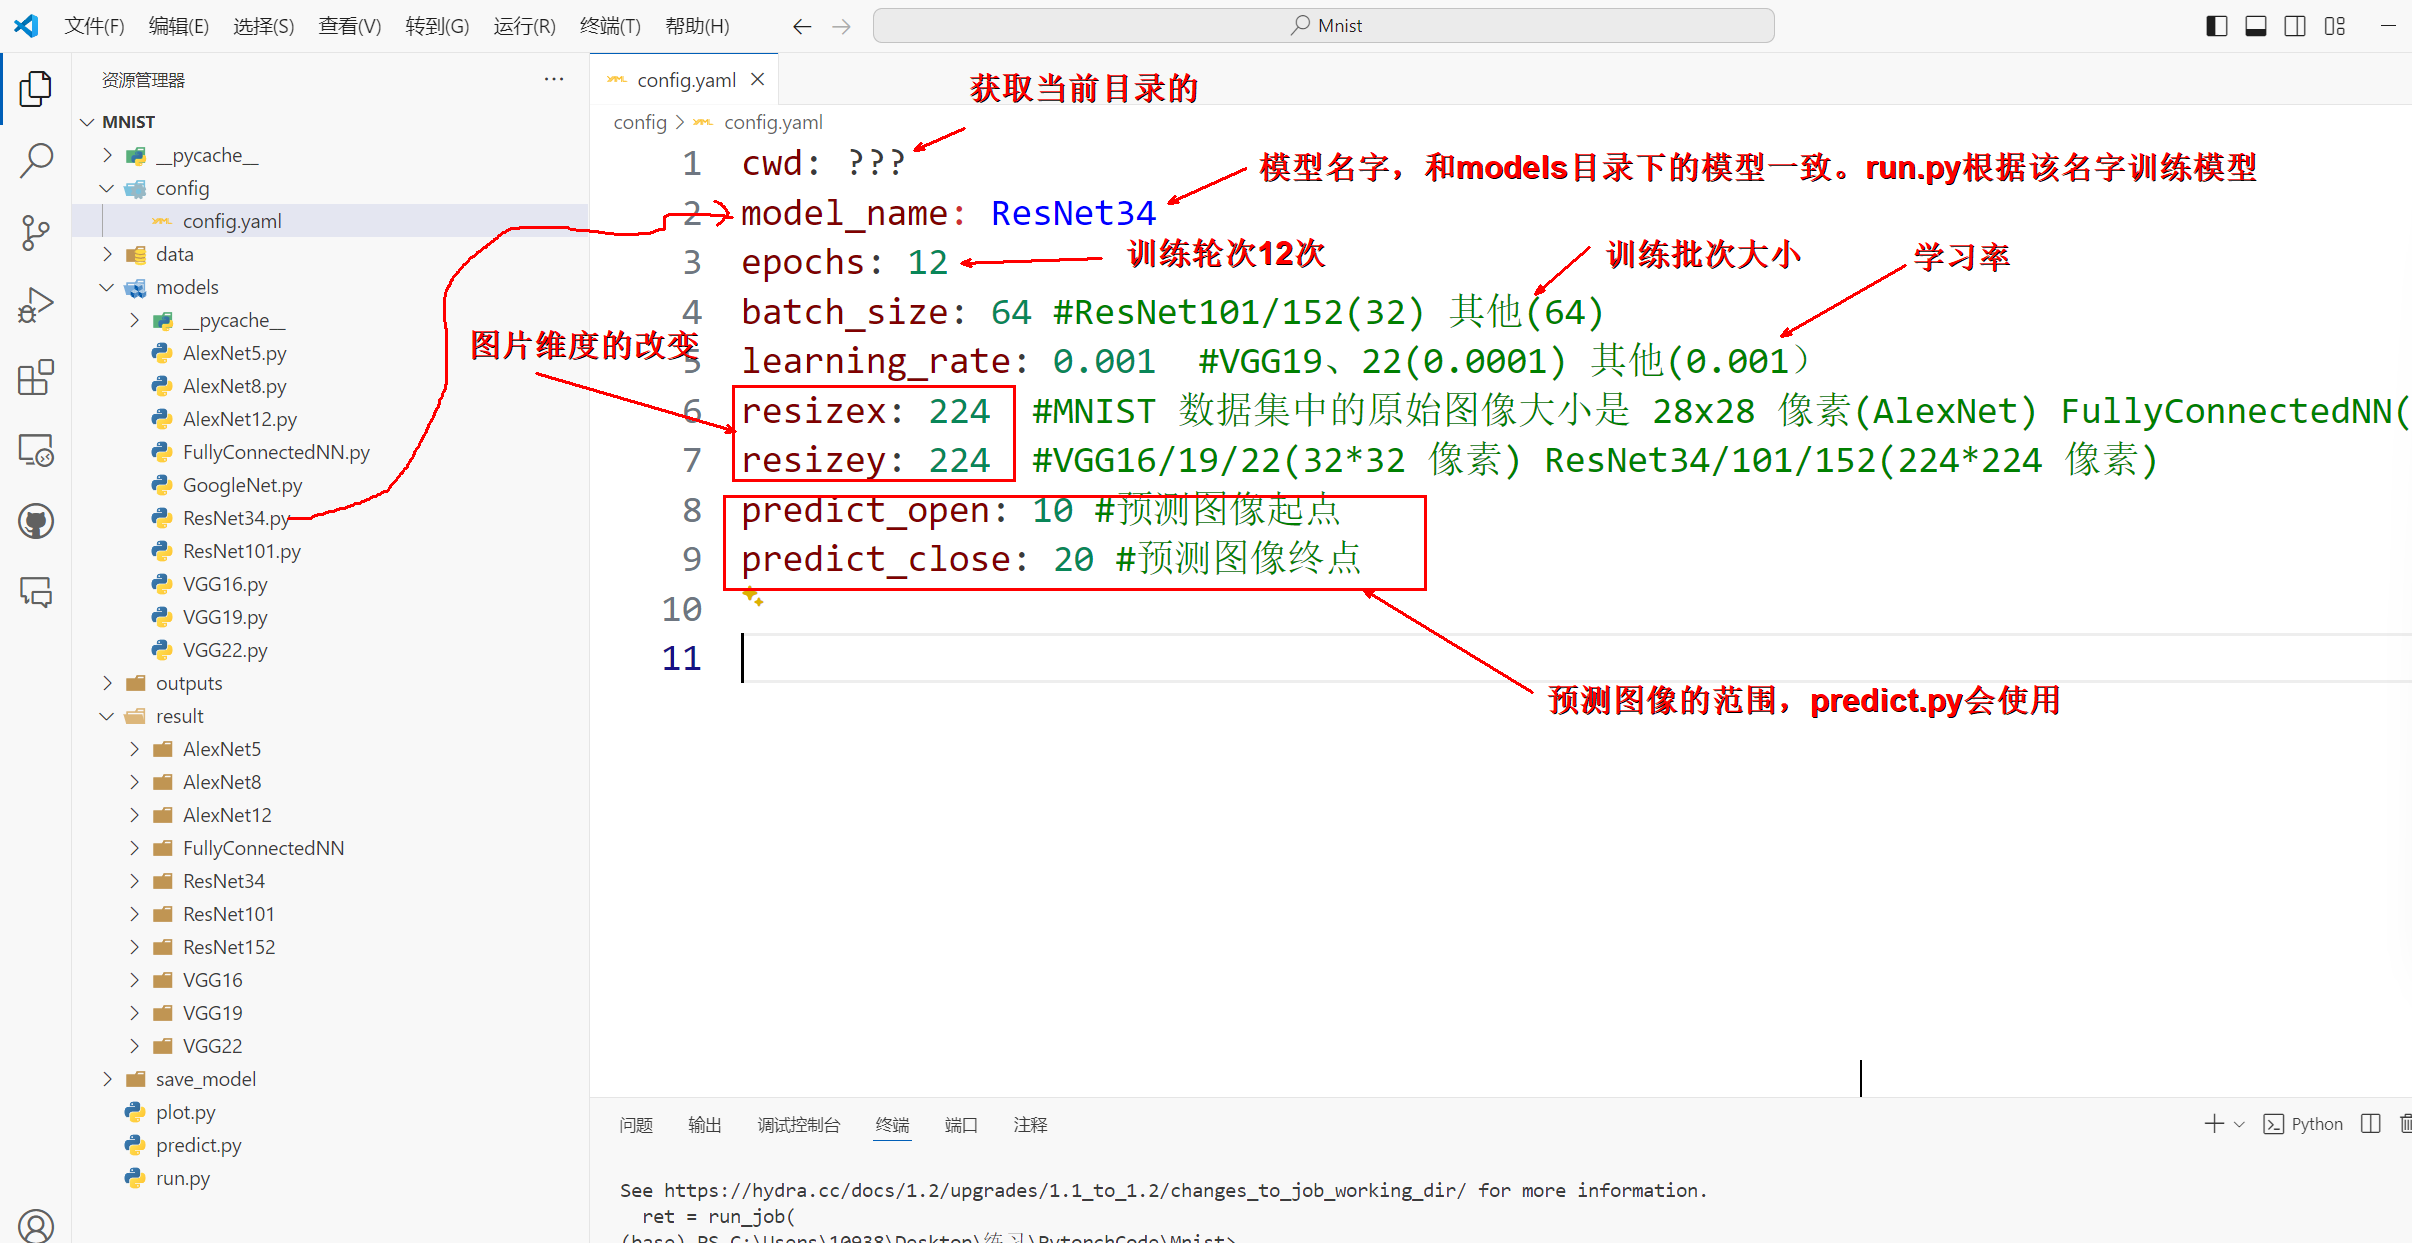 文件(F) 编辑(E) 选择(S) 查看(V) 转到(G) 运行(R) 终端(T) 帮助(H) Mnist
资源管理器
MNIST
__pycache__
config
config.yaml
data
models
__pycache__
AlexNet5.py
AlexNet8.py
AlexNet12.py
FullyConnectedNN.py
GoogleNet.py
ResNet34.py
ResNet101.py
VGG16.py
VGG19.py
VGG22.py
outputs
result
AlexNet5
AlexNet8
AlexNet12
FullyConnectedNN
ResNet34
ResNet101
ResNet152
VGG16
VGG19
VGG22
save_model
plot.py
predict.py
run.py
config.yaml
获取当前目录的
config > config.yaml
1 cwd: ???
模型名字，和models目录下的模型一致。run.py根据该名字训练模型
2 model_name: ResNet34
3 epochs: 12
训练轮次12次
训练批次大小
学习率
4 batch_size: 64 #ResNet101/152(32) 其他(64)
图片维度的改变
5 learning_rate: 0.001 #VGG19、22(0.0001) 其他(0.001）
6 resizex: 224 #MNIST 数据集中的原始图像大小是 28x28 像素(AlexNet) FullyConnectedNN(
7 resizey: 224 #VGG16/19/22(32*32 像素) ResNet34/101/152(224*224 像素)
8 predict_open: 10 #预测图像起点
9 predict_close: 20 #预测图像终点
10
11
预测图像的范围，predict.py会使用
问题 输出 调试控制台 终端 端口 注释
Python
See https://hydra.cc/docs/1.2/upgrades/1.1_to_1.2/changes_to_job_working_dir/ for more information.
ret = run_job(
(base) PS C:\Users\10938\Desktop\练习\PytorchCode\Mnist>